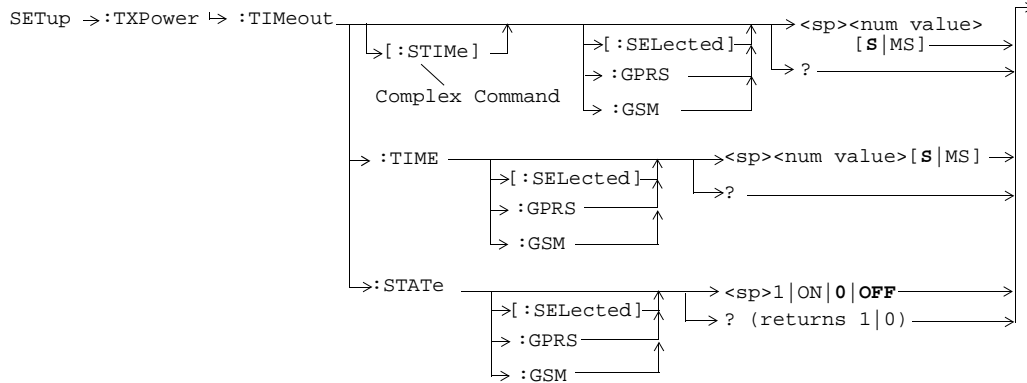 SETup :TXPower :TIMeout <sp><num value>
[:STIMe] [:SELected] [S|MS]
:GPRS ?
Complex Command
:GSM
:TIME <sp><num value>[S|MS]
[:SELected]
?
:GPRS
:GSM
:STATe <sp>1|ON|0|OFF
[:SELected]
? (returns 1|0)
:GPRS
:GSM